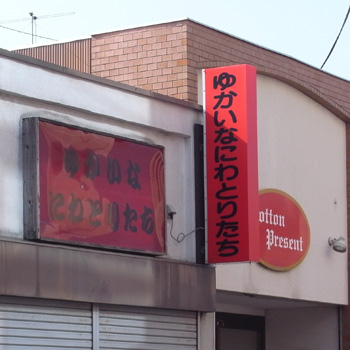 ゆかいな
にわとりたち
ゆかいなにわとりたち
otton
Present